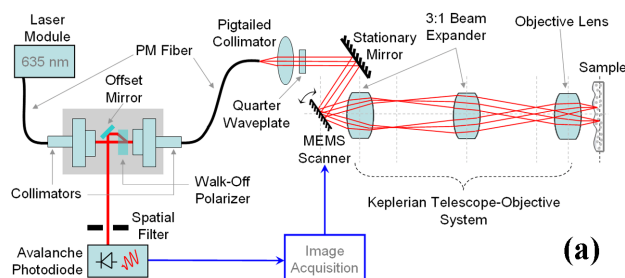 Laser
Module
635 nm
PM Fiber
Offset
Mirror
Pigtailed
Collimator
Stationary
Mirror
3:1 Beam
Expander
Objective Lens
Sample
Quarter
Waveplate
MEMS
Scanner
Collimators
Walk-Off
Polarizer
Keplerian Telescope-Objective
System
Spatial
Filter
Avalanche
Photodiode
Image
Acquisition
(a)